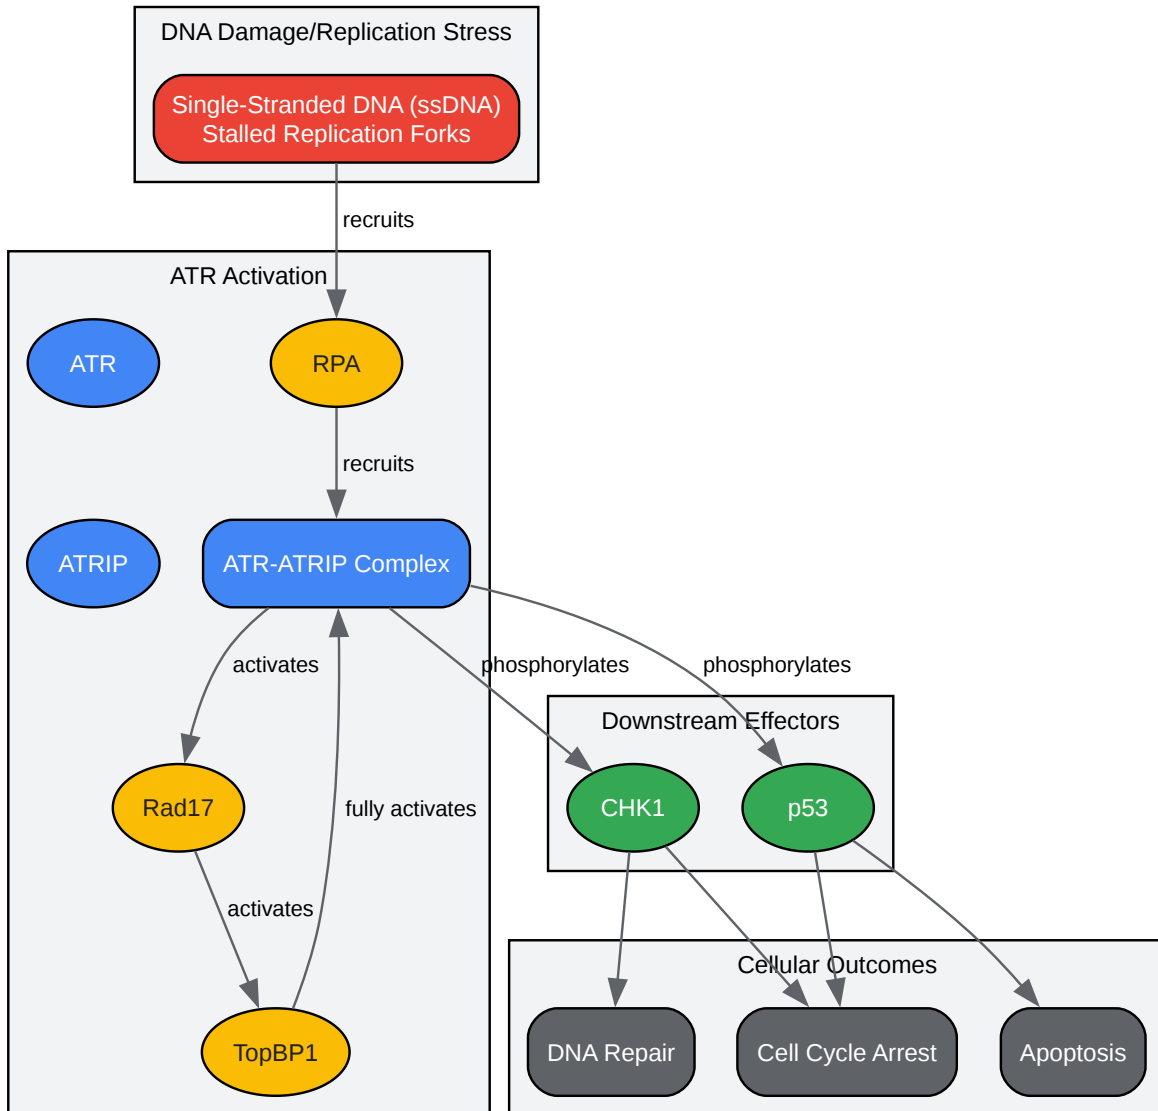 DNA Damage/Replication Stress
Single-Stranded DNA (ssDNA)
Stalled Replication Forks
recruits
ATR Activation
ATR
RPA
recruits
ATRIP
ATR-ATRIP Complex
activates
phosphorylates
phosphorylates
Downstream Effectors
Rad17
fully activates
CHK1
p53
activates
Cellular Outcomes
TopBP1
DNA Repair
Cell Cycle Arrest
Apoptosis